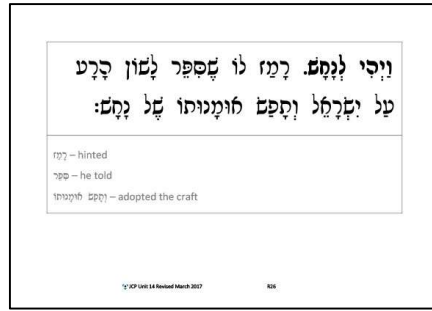 וַיְהִי לְנָחָשׁ. רָמַז לוֹ שֶׁסִּפֵּר לָשׁוֹן הָרָע
עַל יִשְׂרָאֵל וְתָפַשׂ אוּמָנוּתוֹ שֶׁל נָחָשׁ:
רָמַז – hinted
סִפֵּר – he told
וְתָפַשׂ אוּמָנוּתוֹ – adopted the craft
JCP Unit 14 Revised March 2017 R26